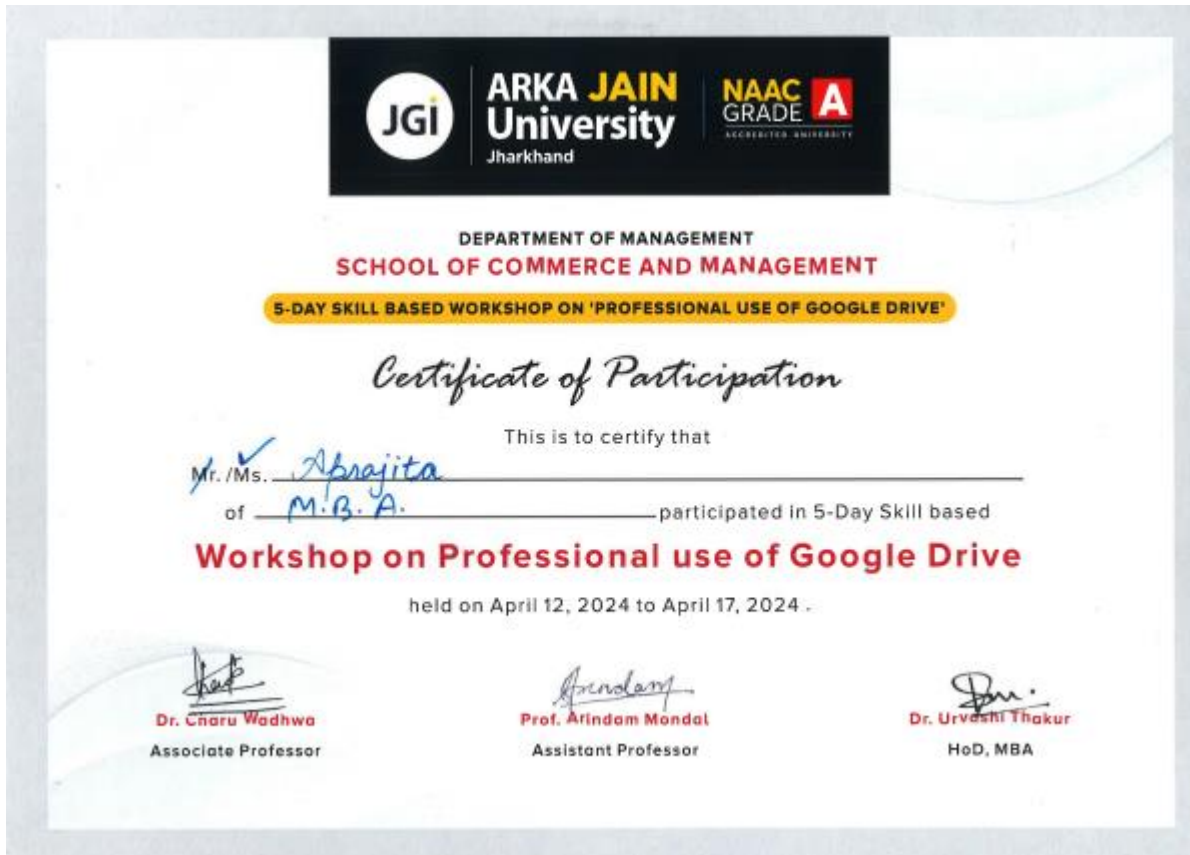 JGi
ARKA JAIN
University
Jharkhand
NAAC
GRADE A
ACCREDITED UNIVERSITY
DEPARTMENT OF MANAGEMENT
SCHOOL OF COMMERCE AND MANAGEMENT
5-DAY SKILL BASED WORKSHOP ON 'PROFESSIONAL USE OF GOOGLE DRIVE'
Certificate of Participation
This is to certify that
Mr. /Ms. Aprajita
of M.B.A. participated in 5-Day Skill based
Workshop on Professional use of Google Drive
held on April 12, 2024 to April 17, 2024 .
Arindam
Dr. Charu Wadhwa Prof. Arindam Mondal Dr. Urvashi Thakur
Associate Professor Assistant Professor HoD, MBA